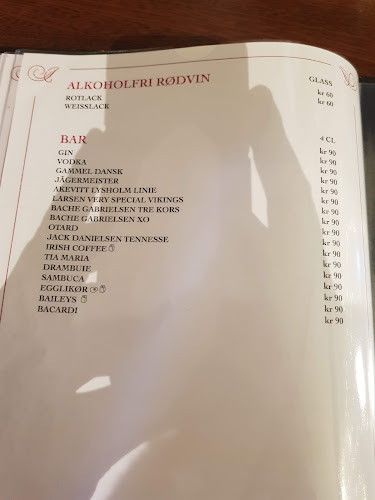 ALKOHOLFRI RØDVIN GLASS
ROTLACK kr 60
WEISSLACK kr 60
BAR 4 CL
GIN kr 90
VODKA kr 90
GAMMEL DANSK kr 90
JÄGERMEISTER kr 90
AKEVITT LYSHOLM LINIE kr 90
LARSEN VERY SPECIAL VIKINGS kr 90
BACHE GABRIELSEN TRE KORS kr 90
BACHE GABRIELSEN XO kr 90
OTARD kr 90
JACK DANIELSEN TENNESSE kr 90
IRISH COFFEE kr 90
TIA MARIA kr 90
DRAMBUIE kr 90
SAMBUCA kr 90
EGGLIKØR kr 90
BAILEYS kr 90
BACARDI kr 90